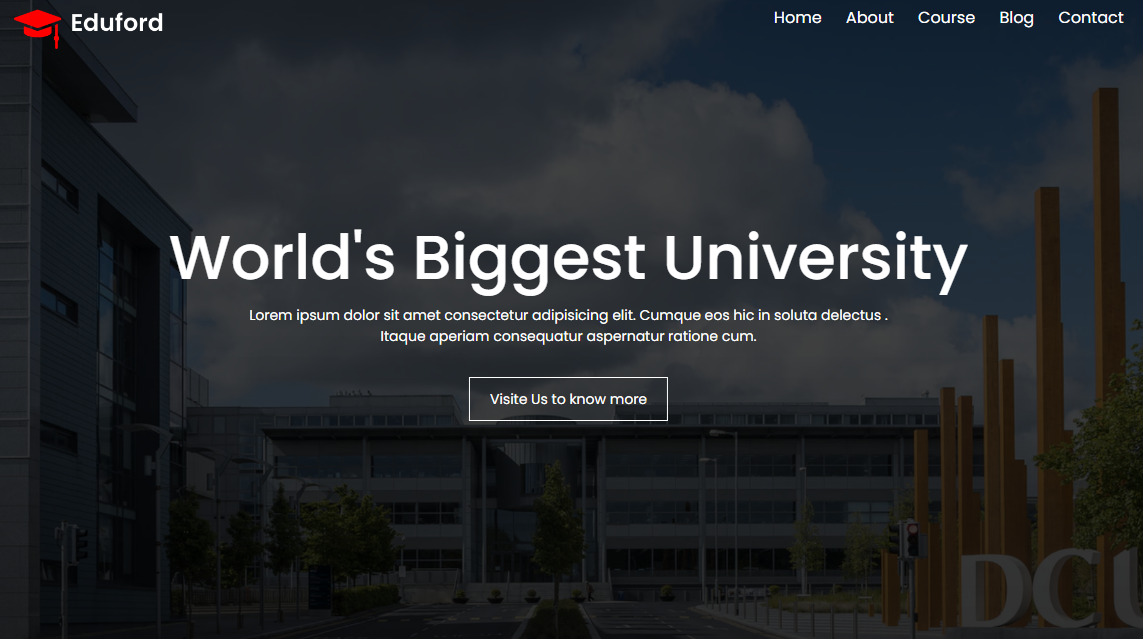 Eduford
Home About Course Blog Contact
World's Biggest University
Lorem ipsum dolor sit amet consectetur adipisicing elit. Cumque eos hic in soluta delectus .
Itaque aperiam consequatur aspernatur ratione cum.
Visite Us to know more
DCU